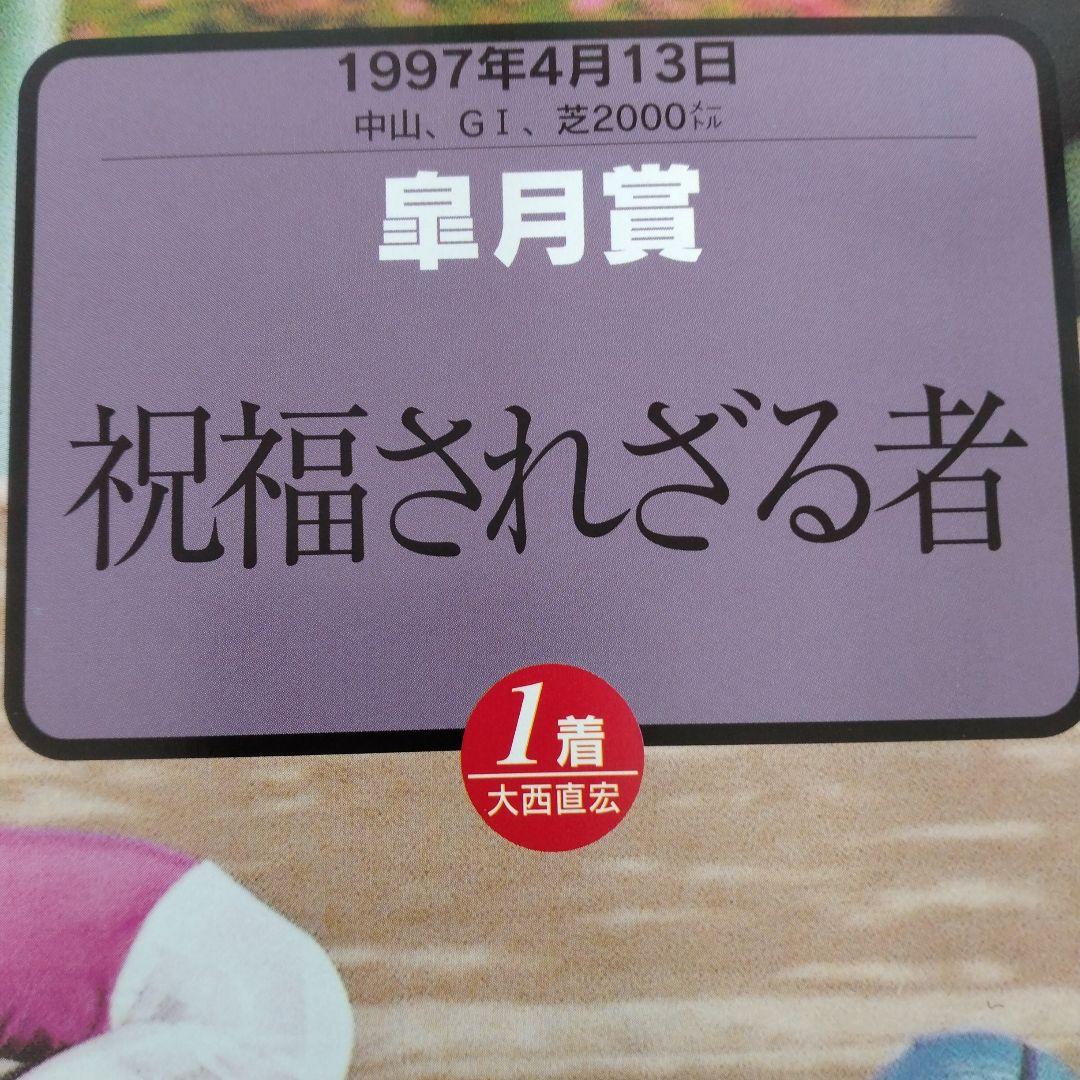 1997年4月13日
中山、GⅠ、芝2000メートル
皐月賞
祝福されざる者
1着
大西直宏